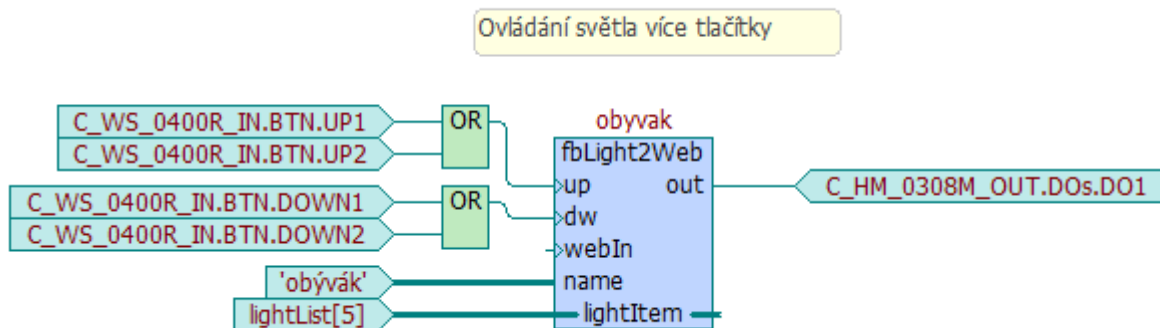 Ovládání světla více tlačítky
C_WS_0400R_IN.BTN.UP1
C_WS_0400R_IN.BTN.UP2
OR
C_WS_0400R_IN.BTN.DOWN1
C_WS_0400R_IN.BTN.DOWN2
OR
'obývák'
lightList[5]
obyvak
fbLight2Web
up out
dw
webIn
name
lightItem
C_HM_0308M_OUT.DOs.DO1